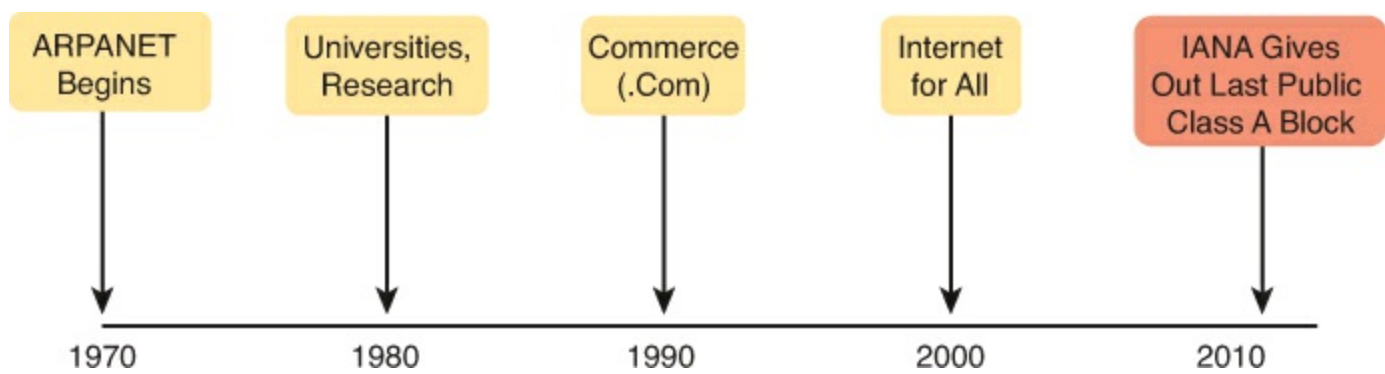 ARPANET
Begins
Universities,
Research
Commerce
(.Com)
Internet
for All
IANA Gives
Out Last Public
Class A Block
1970
1980
1990
2000
2010